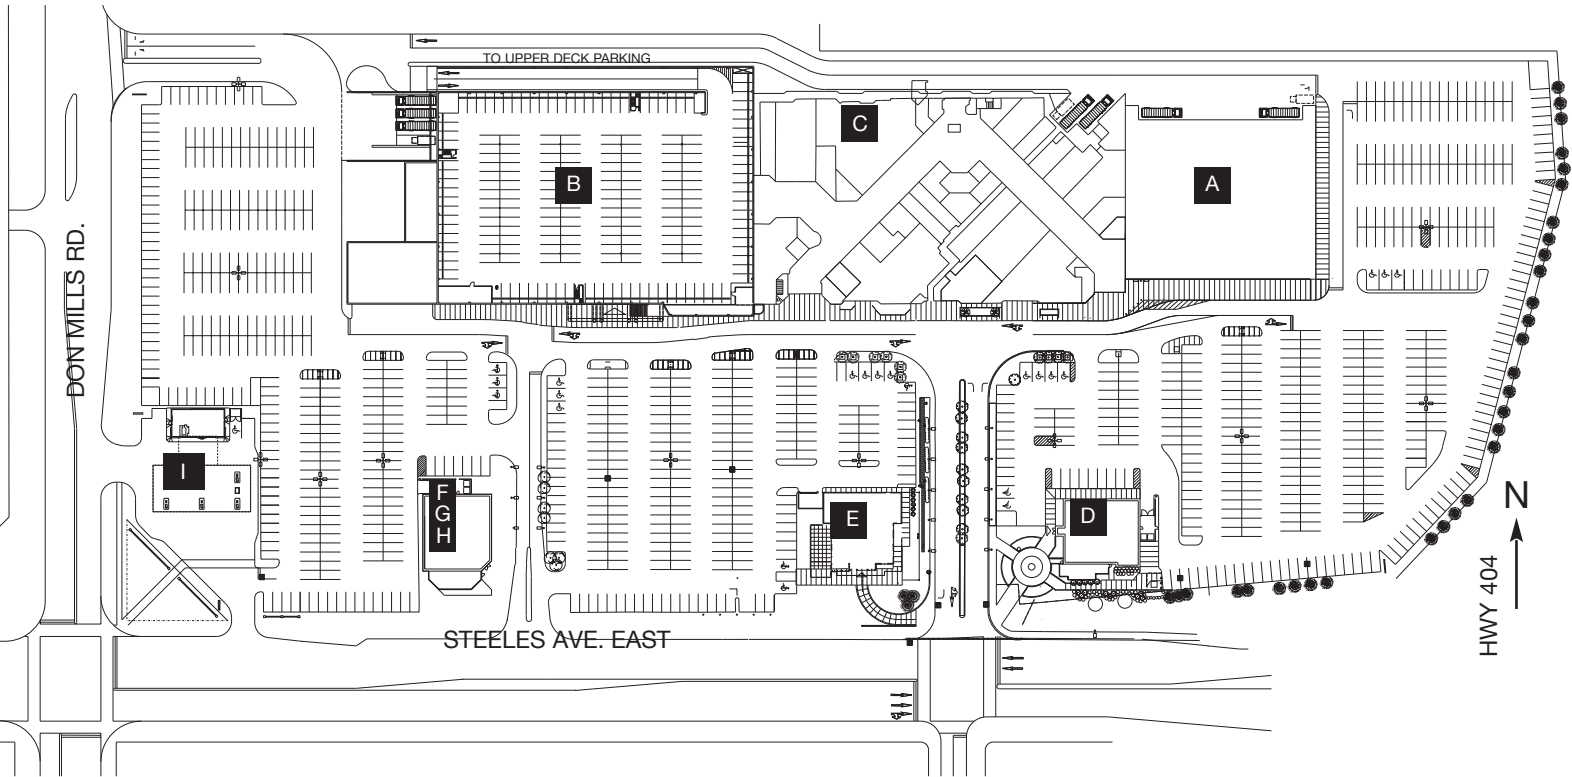 TO UPPER DECK PARKING
C
B
A
DON MILLS RD.
I
F
G
H
E
D
N
HWY 404
STEELES AVE. EAST